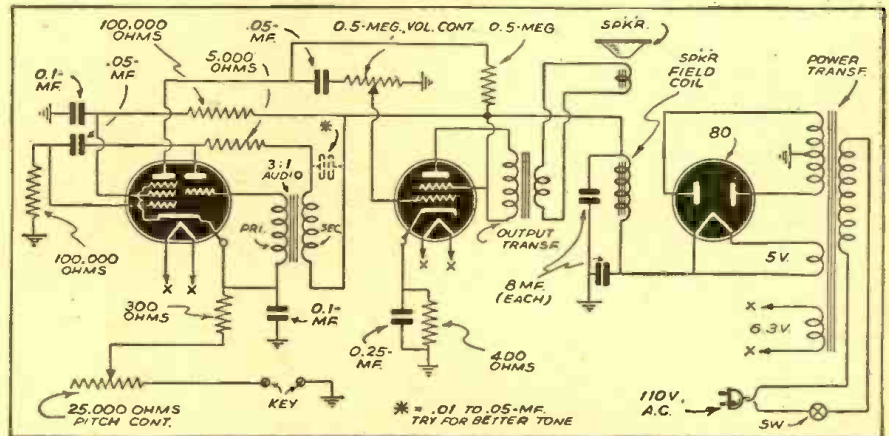 100,000
OHMS
.05-
MF.
0.5-MEG. VOL. CONT.
0.5-MEG
SPKR.
SPKR
FIELD
COIL
POWER
TRANSF.
0.1-
MF.
.05-
MF.
5,000
OHMS
*
3:1
AUDIO
80
PRI.
SEC.
OUTPUT
TRANSF.
8 MF.
(EACH)
5 V.
6.3 V.
X X
X X
X
X
100,000
OHMS
300
OHMS
0.1-
MF.
0.25-
MF.
400
OHMS
25,000 OHMS
PITCH CONT.
KEY
* = .01 TO .05-MF.
TRY FOR BETTER TONE
110 V.
A.C.
SW.